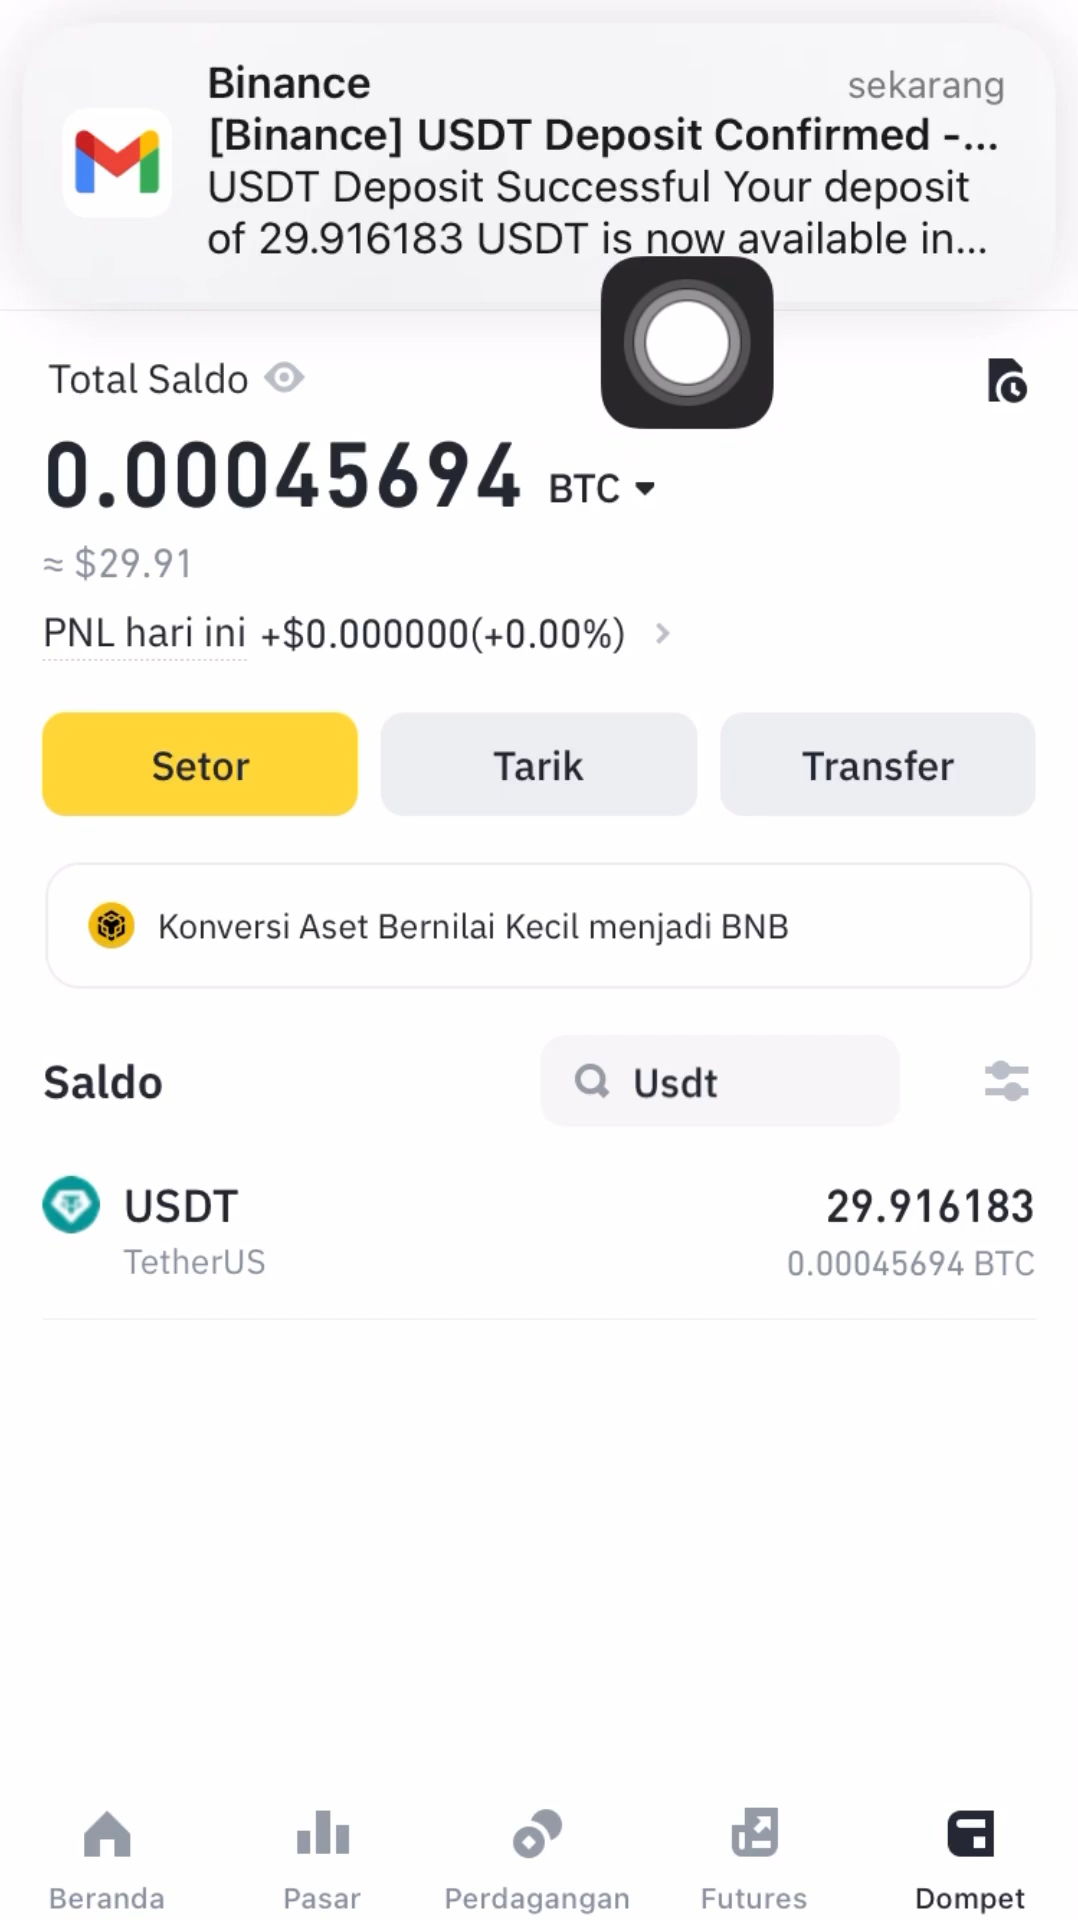 Binance
sekarang
[Binance] USDT Deposit Confirmed -...
USDT Deposit Successful Your deposit
of 29.916183 USDT is now available in...
Total Saldo
0.00045694 BTC
≈ $29.91
PNL hari ini +$0.000000(+0.00%)
Setor
Tarik
Transfer
Konversi Aset Bernilai Kecil menjadi BNB
Saldo
Usdt
USDT
29.916183
TetherUS
0.00045694 BTC
Beranda
Pasar
Perdagangan
Futures
Dompet